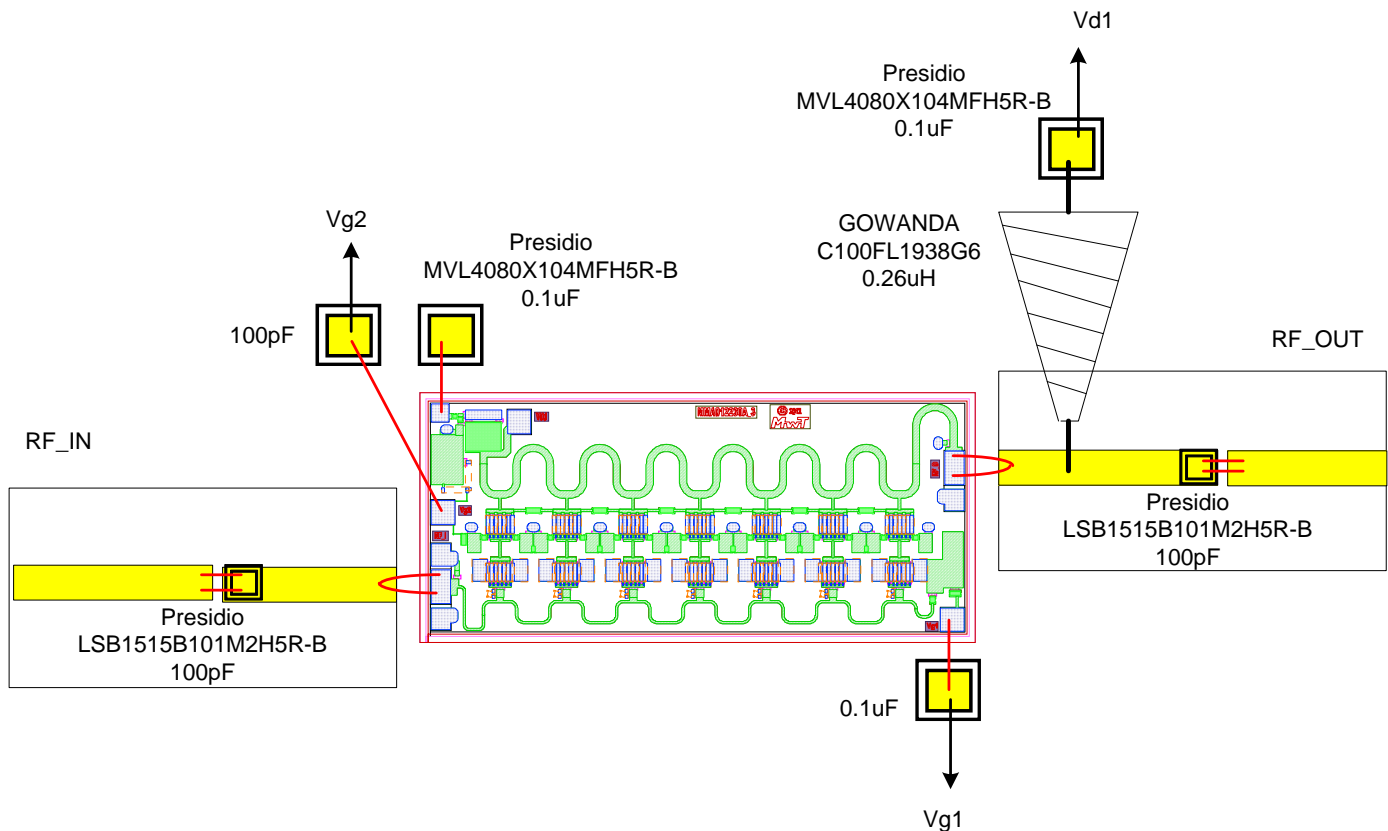 Vd1
Presidio
MVL4080X104MFH5R-B
0.1uF
Vg2
Presidio
MVL4080X104MFH5R-B
0.1uF
GOWANDA
C100FL1938G6
0.26uH
100pF
RF_OUT
RF_IN
MwT
Presidio
LSB1515B101M2H5R-B
100pF
Presidio
LSB1515B101M2H5R-B
100pF
0.1uF
Vg1